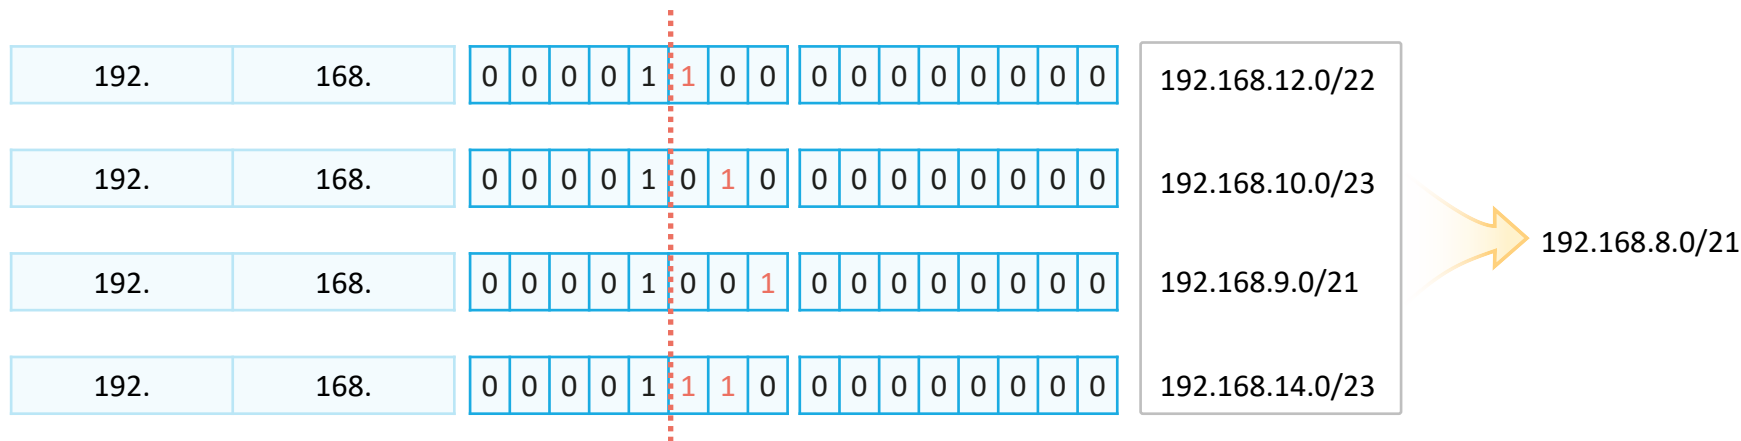 192. 168. 0 0 0 0 1 1 0 0 0 0 0 0 0 0 0 0 192.168.12.0/22
192. 168. 0 0 0 0 1 0 1 0 0 0 0 0 0 0 0 0 192.168.10.0/23
192.168.8.0/21
192. 168. 0 0 0 0 1 0 0 1 0 0 0 0 0 0 0 0 192.168.9.0/21
192. 168. 0 0 0 0 1 1 1 0 0 0 0 0 0 0 0 0 192.168.14.0/23